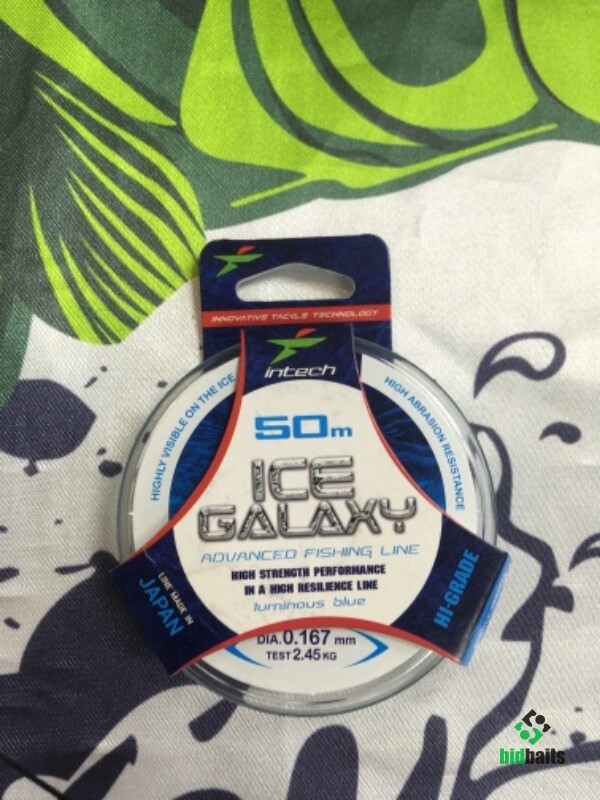 INNOVATIVE TACKLE TECHNOLOGY
intech
HIGHLY VISIBLE ON THE ICE
HIGH ABRASION RESISTANCE
50m
ICE
GALAXY
ADVANCED FISHING LINE
HIGH STRENGTH PERFORMANCE
IN A HIGH RESILIENCE LINE
luminous blue
LINE MADE IN
JAPAN
HI-GRADE
DIA.0.167 mm
TEST 2.45 KG
bidbaits